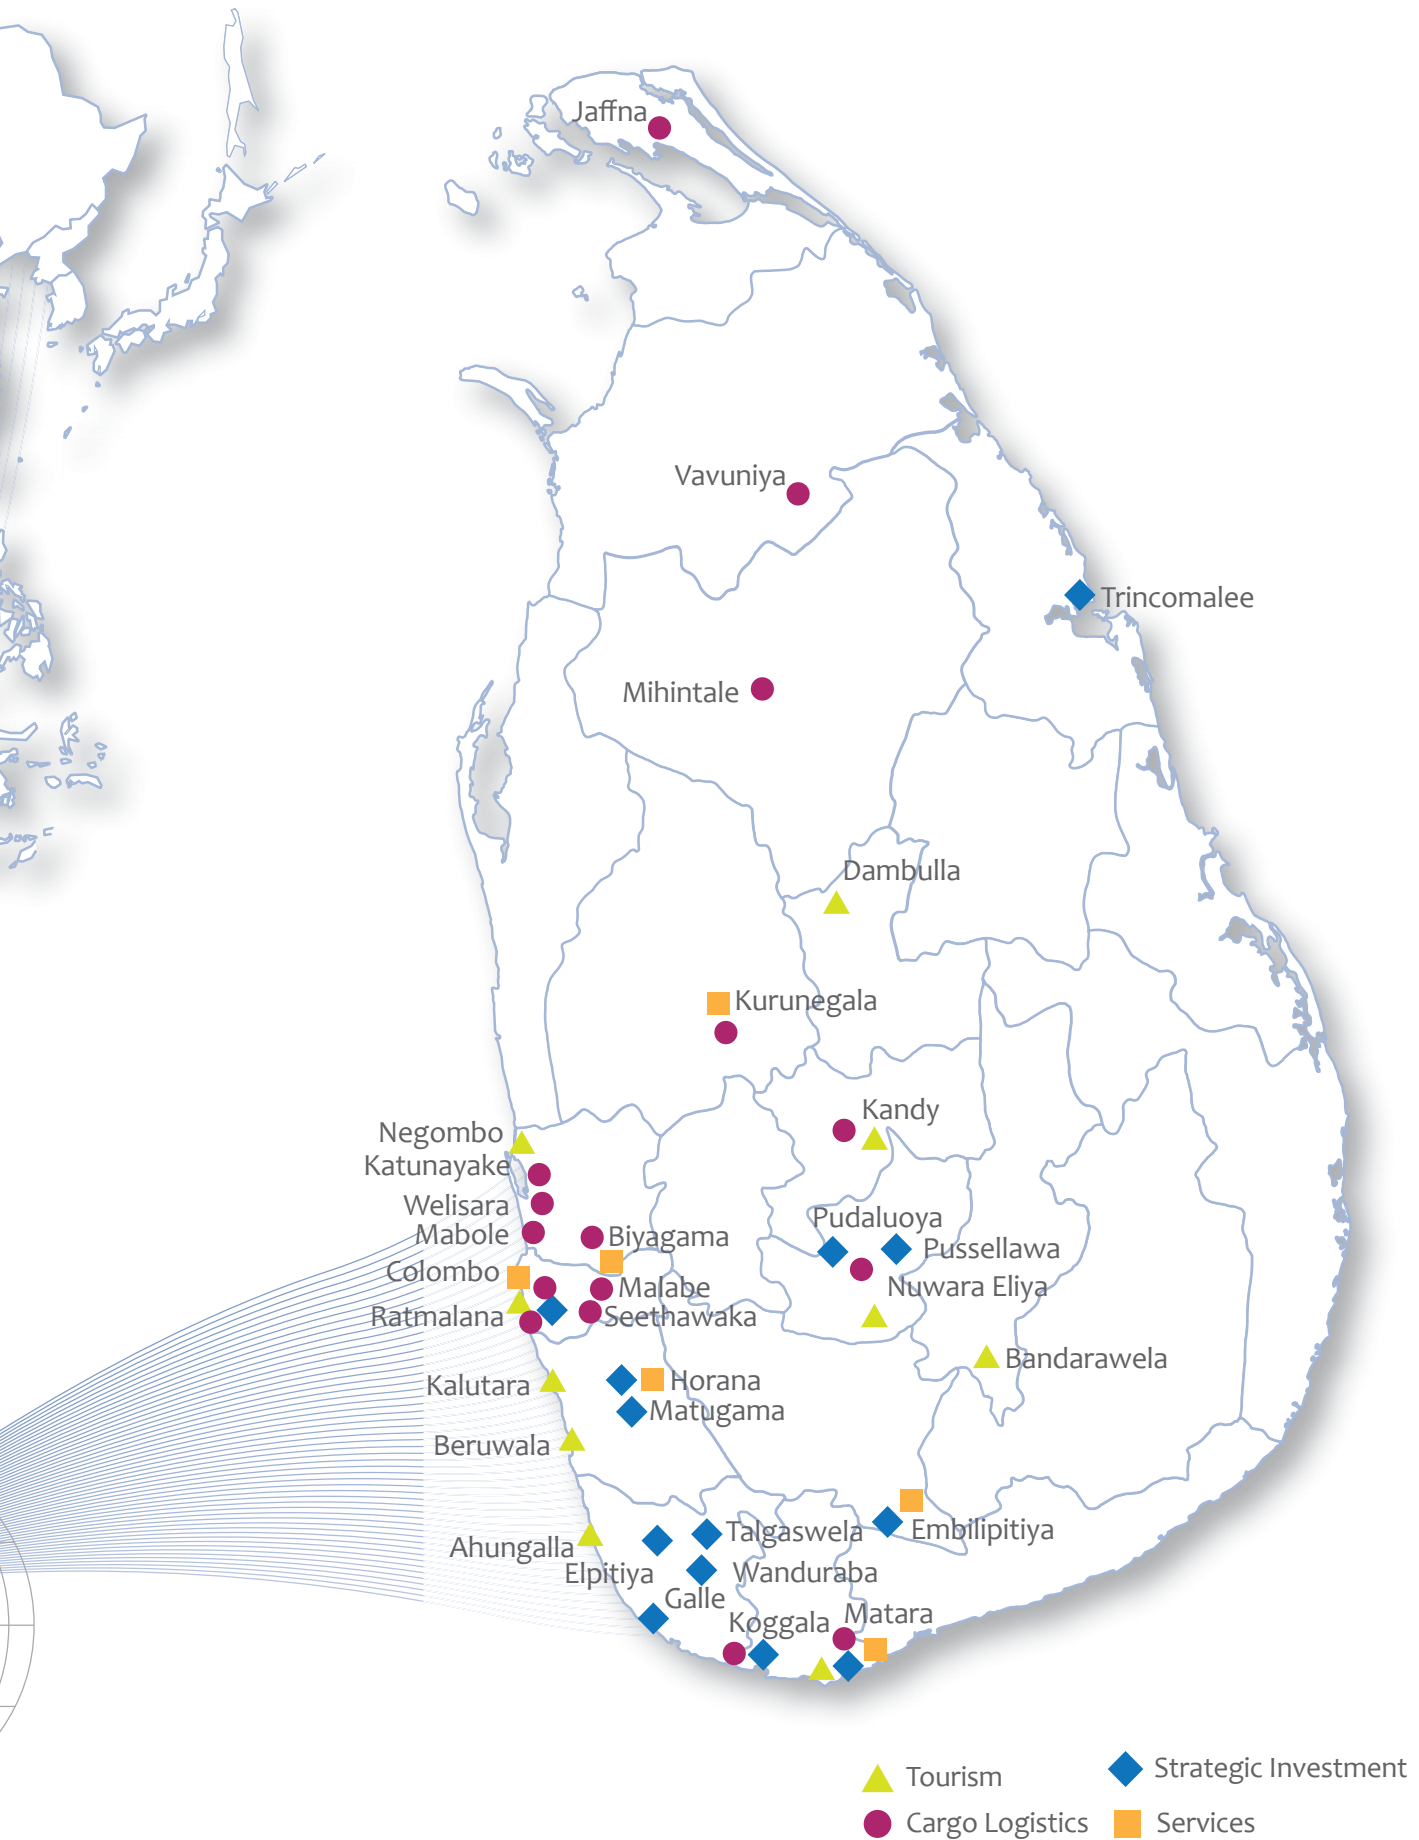 Jaffna
Vavuniya
Trincomalee
Mihintale
Dambulla
Kurunegala
Kandy
Negombo
Katunayake
Welisara
Mabole
Biyagama
Pudaluoya
Pussellawa
Colombo
Malabe
Nuwara Eliya
Ratmalana
Seethawaka
Bandarawela
Kalutara
Horana
Matugama
Beruwala
Talgaswela
Embilipitiya
Ahungalla
Elpitiya
Wanduraba
Galle
Koggala
Matara
Tourism
Strategic Investment
Cargo Logistics
Services